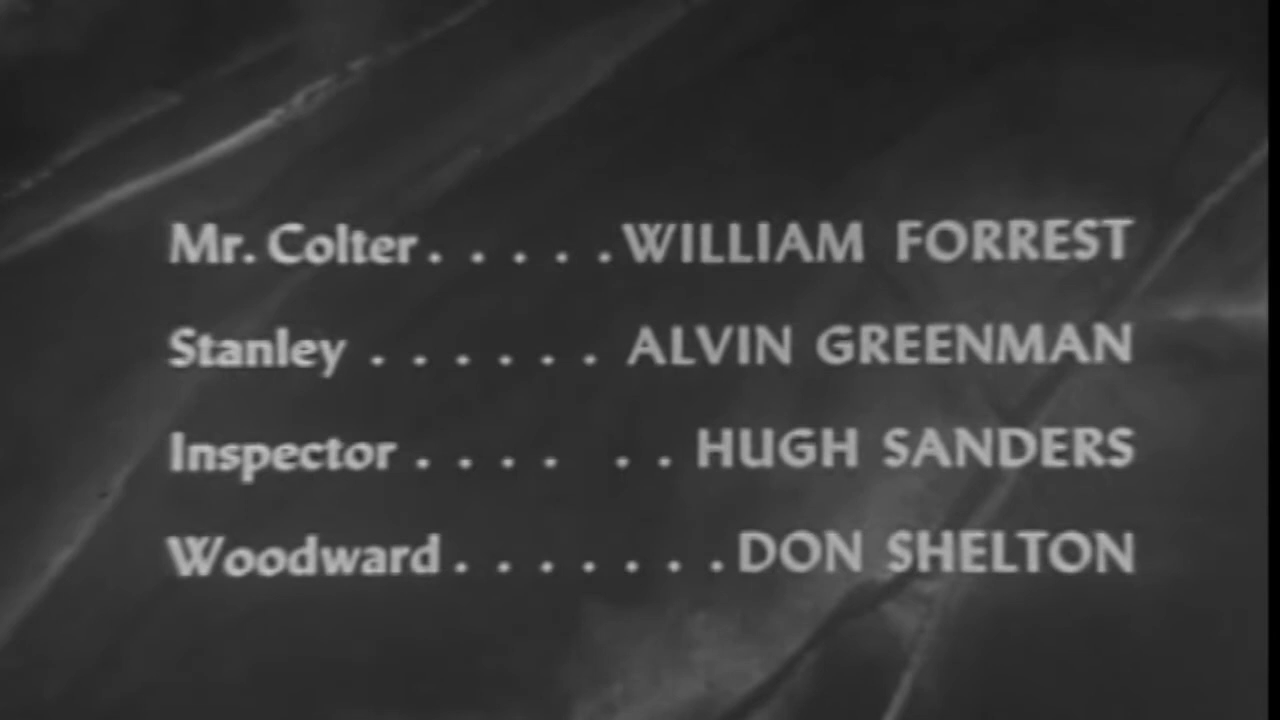 Mr. Colter. . . . . WILLIAM FORREST
Stanley . . . . . . ALVIN GREENMAN
Inspector . . . .  . . HUGH SANDERS
Woodward. . . . . . . DON SHELTON